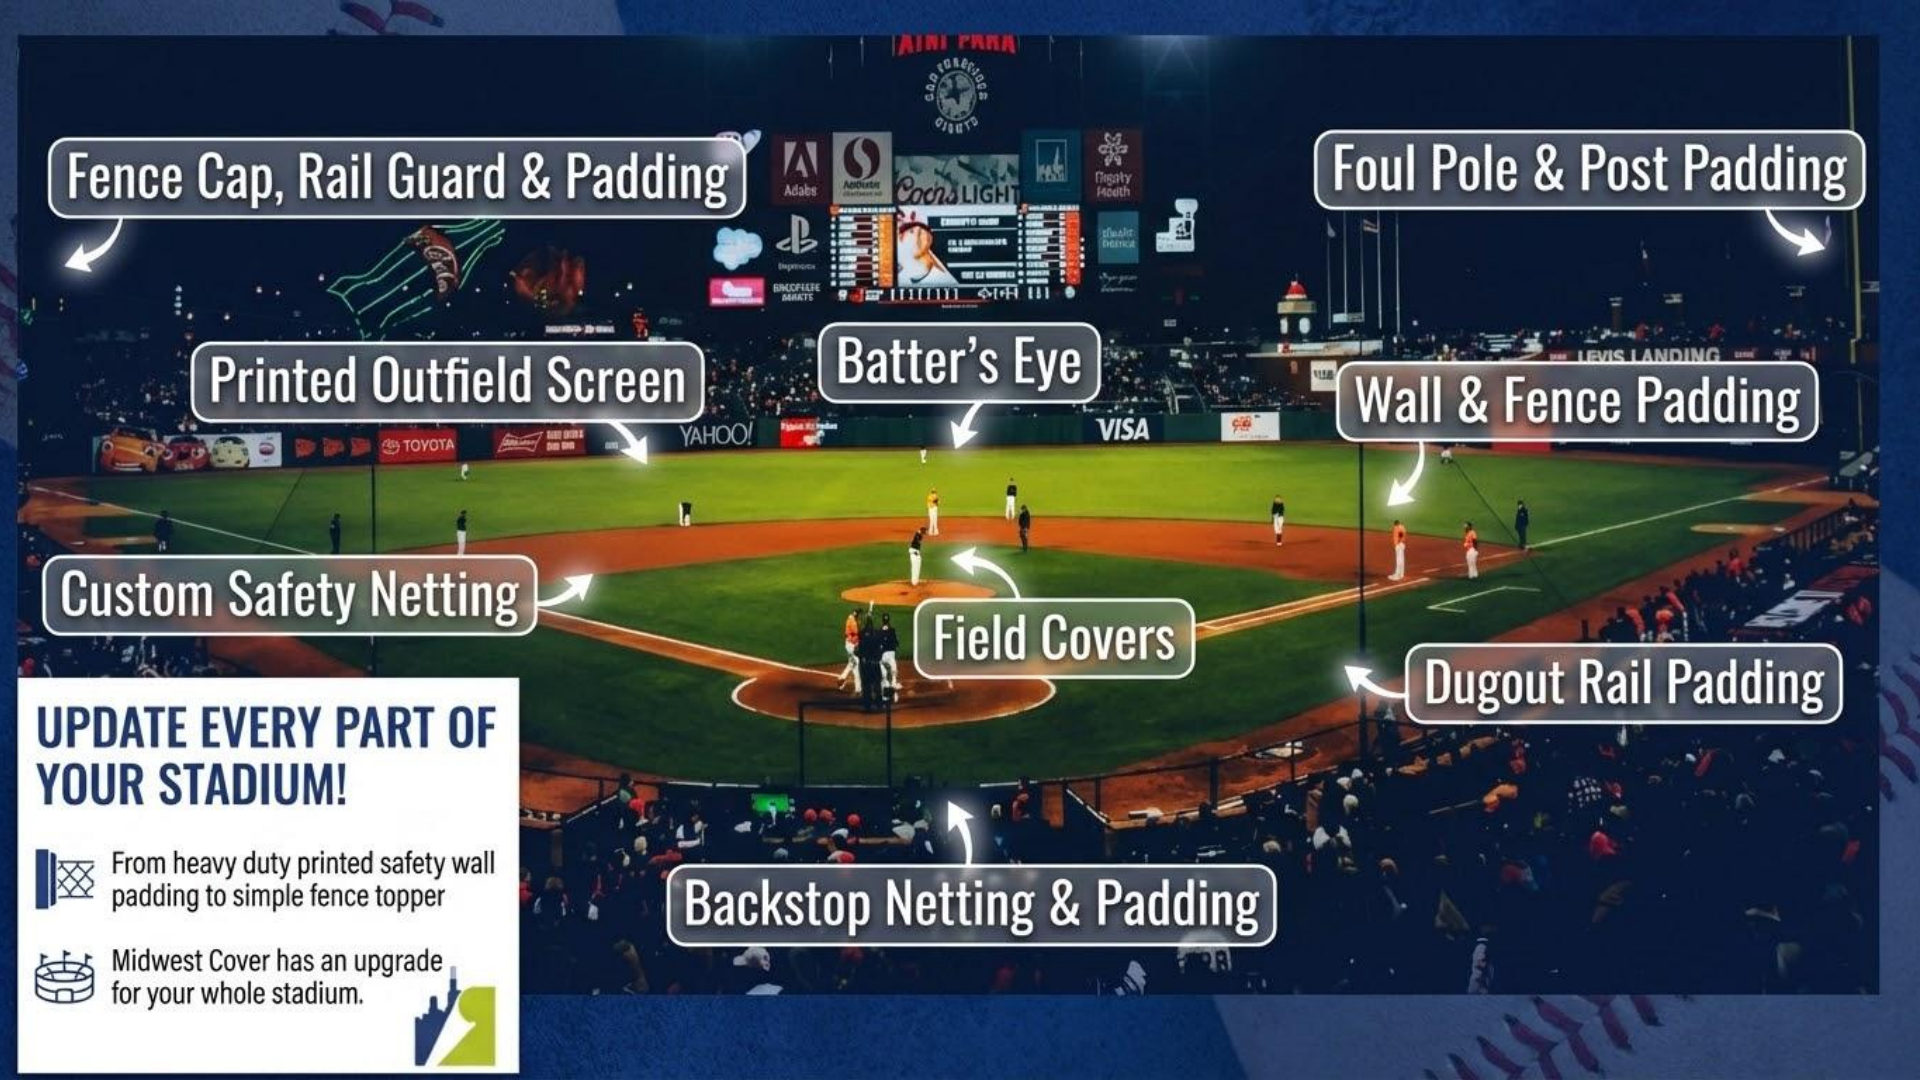 Fence Cap, Rail Guard & Padding
Foul Pole & Post Padding
Adabs
Coors LIGHT
Printed Outfield Screen
Batter's Eye
LEVIS LANDING
Wall & Fence Padding
TOYOTA
YAHOO!
VISA
Custom Safety Netting
Field Covers
Dugout Rail Padding
Backstop Netting & Padding
UPDATE EVERY PART OF
YOUR STADIUM!
From heavy duty printed safety wall
padding to simple fence topper
Midwest Cover has an upgrade
for your whole stadium.